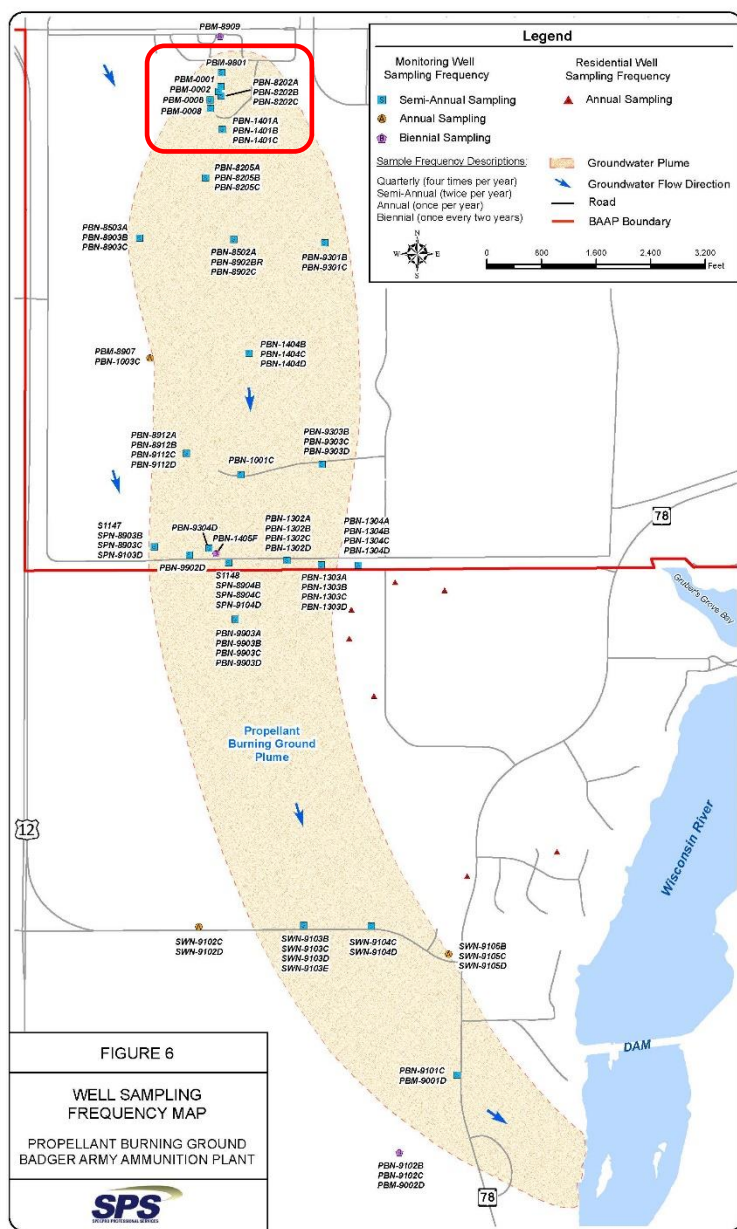 PBM-8909
PBM-9801
PBM-0001
PBM-0002
PBM-0006
PBM-0008
PBN-8202A
PBN-8202B
PBN-8202C
PBN-1401A
PBN-1401B
PBN-1401C
PBN-8205A
PBN-8205B
PBN-8205C
PBN-8503A
PBN-8903B
PBN-8903C
PBN-8502A
PBN-8902BR
PBN-8902C
PBN-9301B
PBN-9301C
Legend
Monitoring Well
Sampling Frequency
S Semi-Annual Sampling
A Annual Sampling
B Biennial Sampling
Sample Frequency Descriptions:
Quarterly (four times per year)
Semi-Annual (twice per year)
Annual (once per year)
Biennial (once every two years)
Residential Well
Sampling Frequency
Annual Sampling
Groundwater Plume
Groundwater Flow Direction
Road
BAAP Boundary
N
W E
S
0 600 1,200 1,800 2,400 3,200
Feet
PBM-8907
PBN-1003C
PBN-1404B
PBN-1404C
PBN-1404D
PBN-8912A
PBN-8912B
PBN-9112C
PBN-9112D
PBN-1001C
PBN-9303B
PBN-9303C
PBN-9303D
S1147
SPN-8903B
SPN-8903C
SPN-9103D
PBN-9304D
PBN-1405F
PBN-9902D
PBN-1302A
PBN-1302B
PBN-1302C
PBN-1302D
PBN-1304A
PBN-1304B
PBN-1304C
PBN-1304D
78
S1148
SPN-8904B
SPN-8904C
SPN-9104D
PBN-1303A
PBN-1303B
PBN-1303C
PBN-1303D
Gruber's Grove Bay
PBN-9903A
PBN-9903B
PBN-9903C
PBN-9903D
Propellant
Burning Ground
Plume
12
Wisconsin River
SWN-9102C
SWN-9102D
SWN-9103B
SWN-9103C
SWN-9103D
SWN-9103E
SWN-9104C
SWN-9104D
SWN-9105B
SWN-9105C
SWN-9105D
DAM
PBN-9101C
PBM-9001D
PBN-9102B
PBN-9102C
PBM-9002D
78
FIGURE 6
WELL SAMPLING
FREQUENCY MAP
PROPELLANT BURNING GROUND
BADGER ARMY AMMUNITION PLANT
SPS
SPECPRO PROFESSIONAL SERVICES